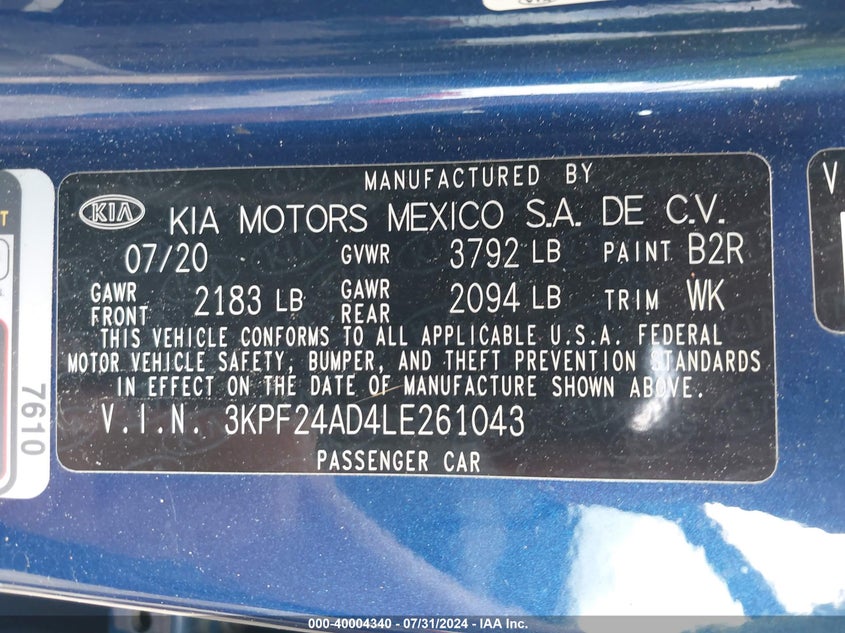 MANUFACTURED BY
KIA KIA MOTORS MEXICO S.A. DE C.V.
07/20 GVWR 3792 LB PAINT B2R
GAWR FRONT 2183 LB GAWR REAR 2094 LB TRIM WK
THIS VEHICLE CONFORMS TO ALL APPLICABLE U.S.A. FEDERAL
MOTOR VEHICLE SAFETY, BUMPER, AND THEFT PREVENTION STANDARDS
IN EFFECT ON THE DATE OF MANUFACTURE SHOWN ABOVE.
V.I.N. 3KPF24AD4LE261043
PASSENGER CAR
7610
V
000-40004340 - 07/31/2024 - IAA Inc.